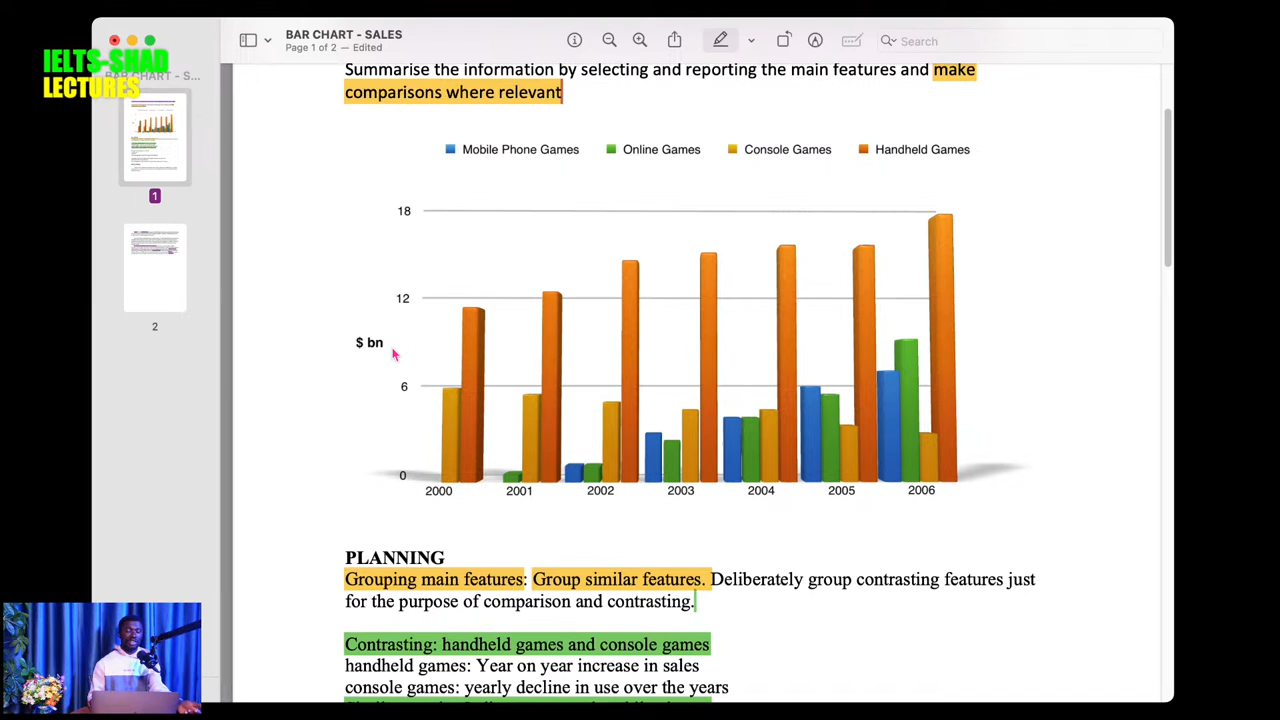 BAR CHART - SALES
Page 1 of 2 — Edited
Search
IELTS-SHAD
LECTURES
BAR CHART - S...
1
2
Summarise the information by selecting and reporting the main features and make
comparisons where relevant
Mobile Phone Games
Online Games
Console Games
Handheld Games
18
12
$ bn
6
0
2000
2001
2002
2003
2004
2005
2006
PLANNING
Grouping main features: Group similar features. Deliberately group contrasting features just
for the purpose of comparison and contrasting.
Contrasting: handheld games and console games
handheld games: Year on year increase in sales
console games: yearly decline in use over the years